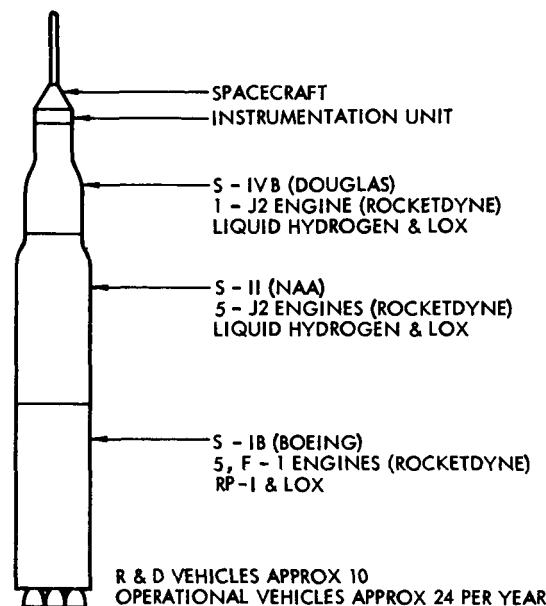 SPACECRAFT
INSTRUMENTATION UNIT
S - IVB (DOUGLAS)
1 - J2 ENGINE (ROCKETDYNE)
LIQUID HYDROGEN & LOX
S - II (NAA)
5 - J2 ENGINES (ROCKETDYNE)
LIQUID HYDROGEN & LOX
S - IB (BOEING)
5, F - 1 ENGINES (ROCKETDYNE)
RP-I & LOX
R & D VEHICLES APPROX 10
OPERATIONAL VEHICLES APPROX 24 PER YEAR